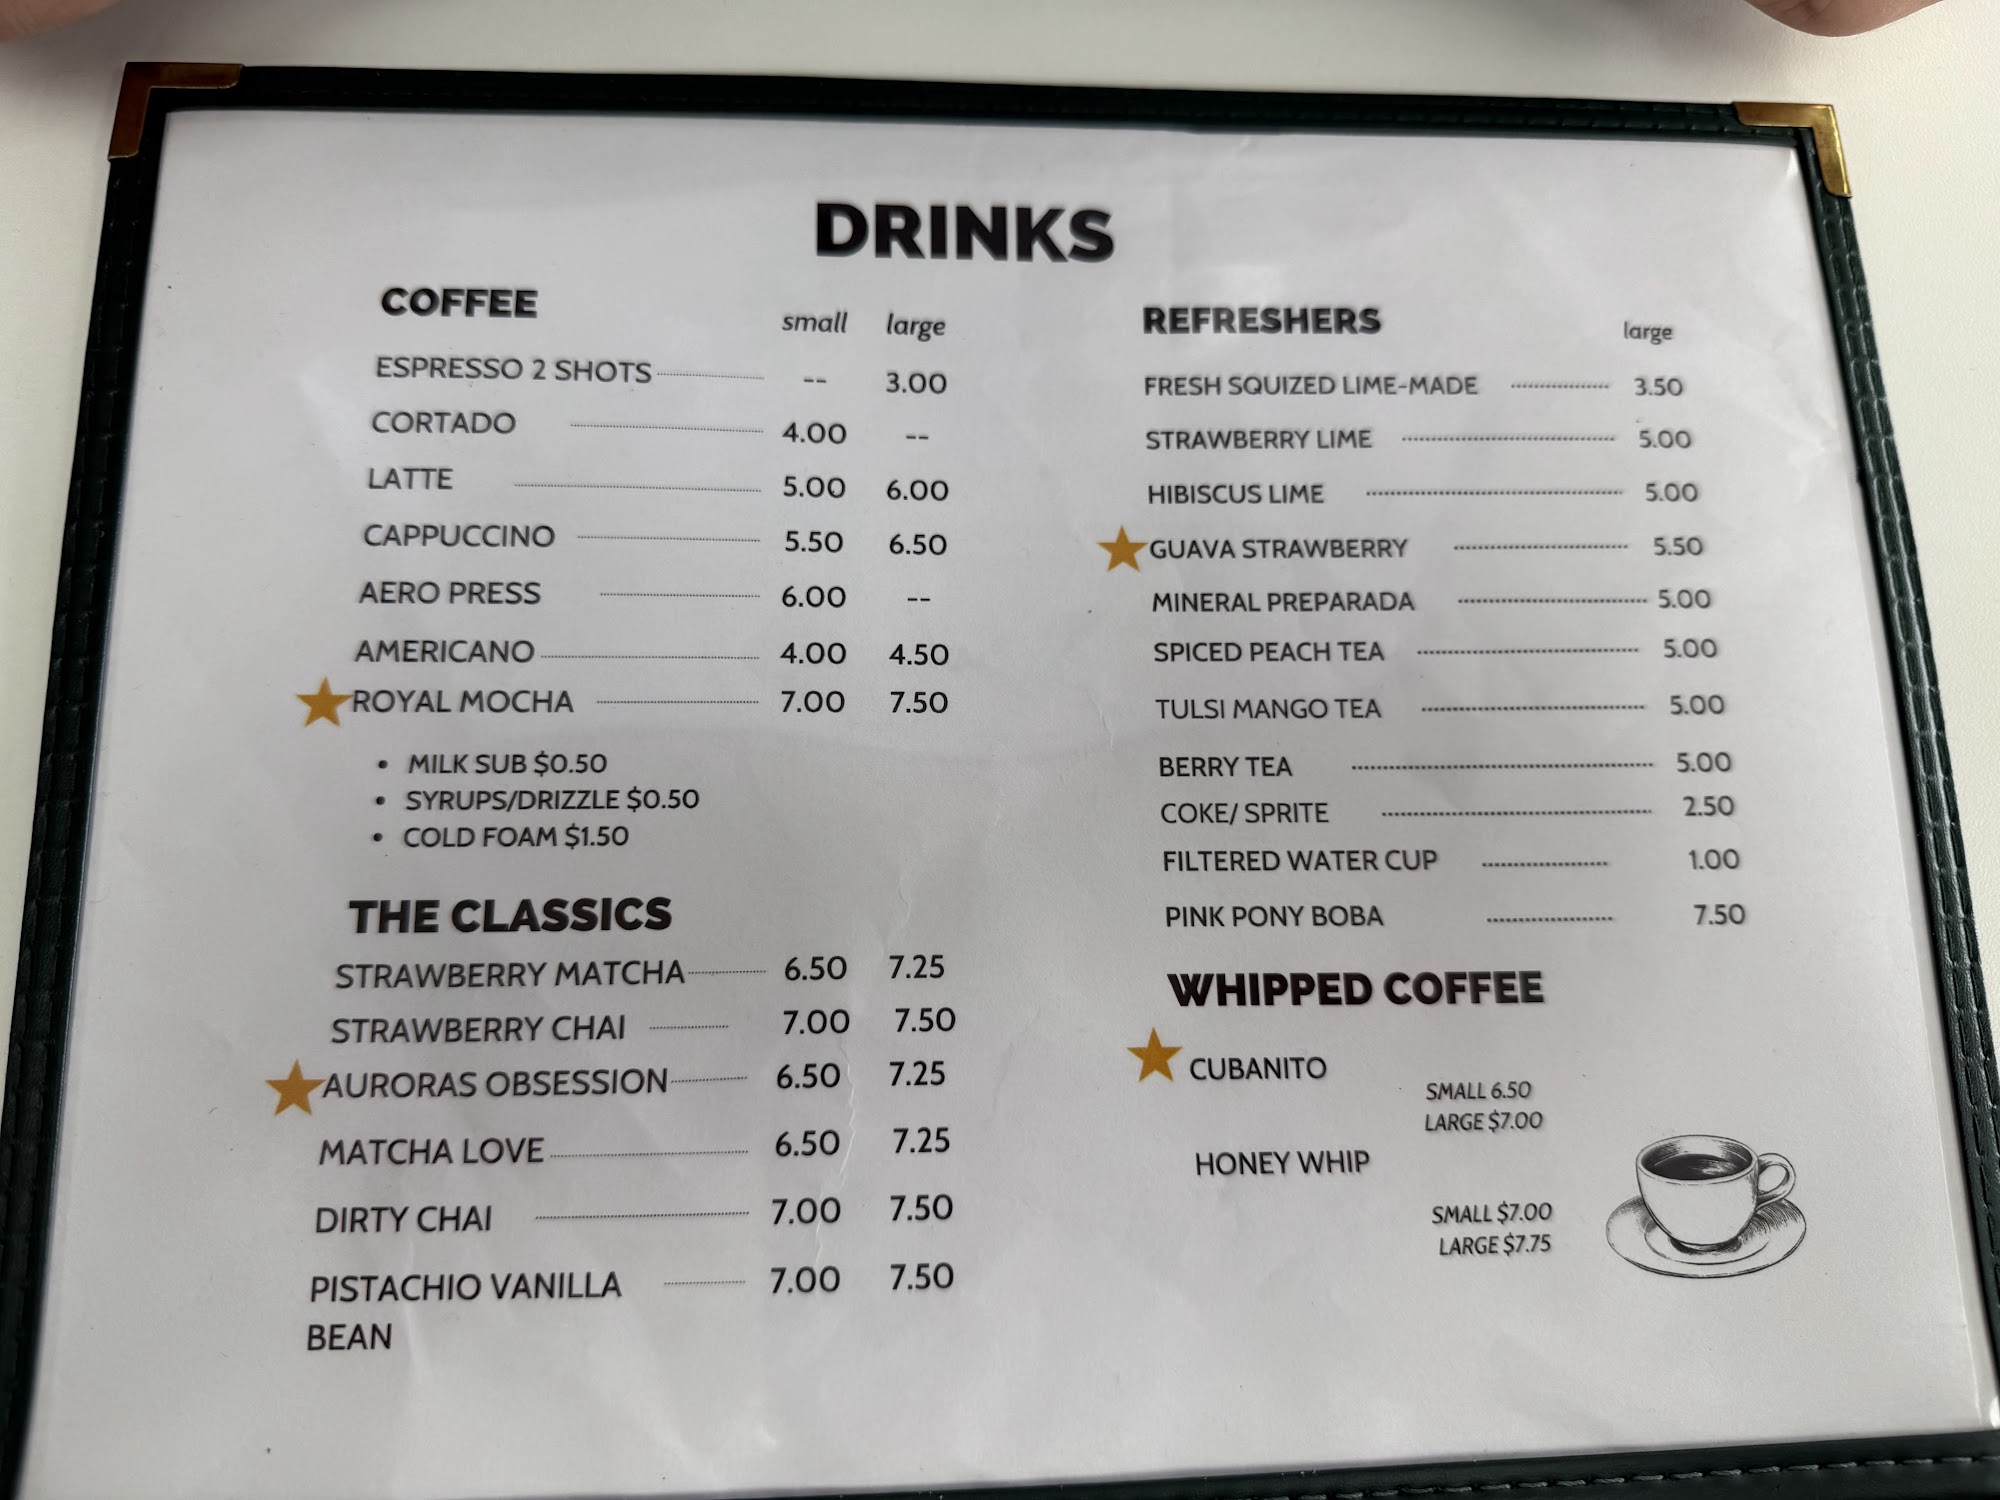 DRINKS
COFFEE small large
ESPRESSO 2 SHOTS -- 3.00
CORTADO 4.00 --
LATTE 5.00 6.00
CAPPUCCINO 5.50 6.50
AERO PRESS 6.00 --
AMERICANO 4.00 4.50
ROYAL MOCHA 7.00 7.50
• MILK SUB $0.50
• SYRUPS/DRIZZLE $0.50
• COLD FOAM $1.50
THE CLASSICS
STRAWBERRY MATCHA 6.50 7.25
STRAWBERRY CHAI 7.00 7.50
AURORAS OBSESSION 6.50 7.25
MATCHA LOVE 6.50 7.25
DIRTY CHAI 7.00 7.50
PISTACHIO VANILLA 7.00 7.50
BEAN
REFRESHERS large
FRESH SQUIZED LIME-MADE 3.50
STRAWBERRY LIME 5.00
HIBISCUS LIME 5.00
GUAVA STRAWBERRY 5.50
MINERAL PREPARADA 5.00
SPICED PEACH TEA 5.00
TULSI MANGO TEA 5.00
BERRY TEA 5.00
COKE/ SPRITE 2.50
FILTERED WATER CUP 1.00
PINK PONY BOBA 7.50
WHIPPED COFFEE
CUBANITO
SMALL 6.50
LARGE $7.00
HONEY WHIP
SMALL $7.00
LARGE $7.75